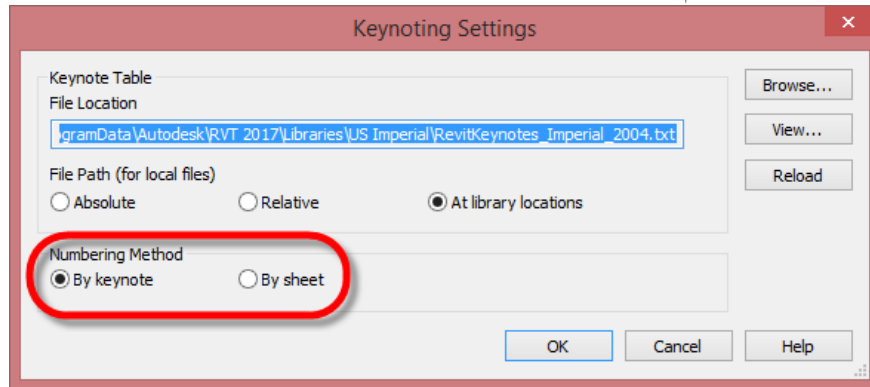 Keynoting Settings
Keynote Table
File Location
ogramData\Autodesk\RVT 2017\Libraries\US Imperial\RevitKeynotes_Imperial_2004.txt
Browse...
View...
Reload
File Path (for local files)
Absolute Relative At library locations
Numbering Method
By keynote By sheet
OK Cancel Help